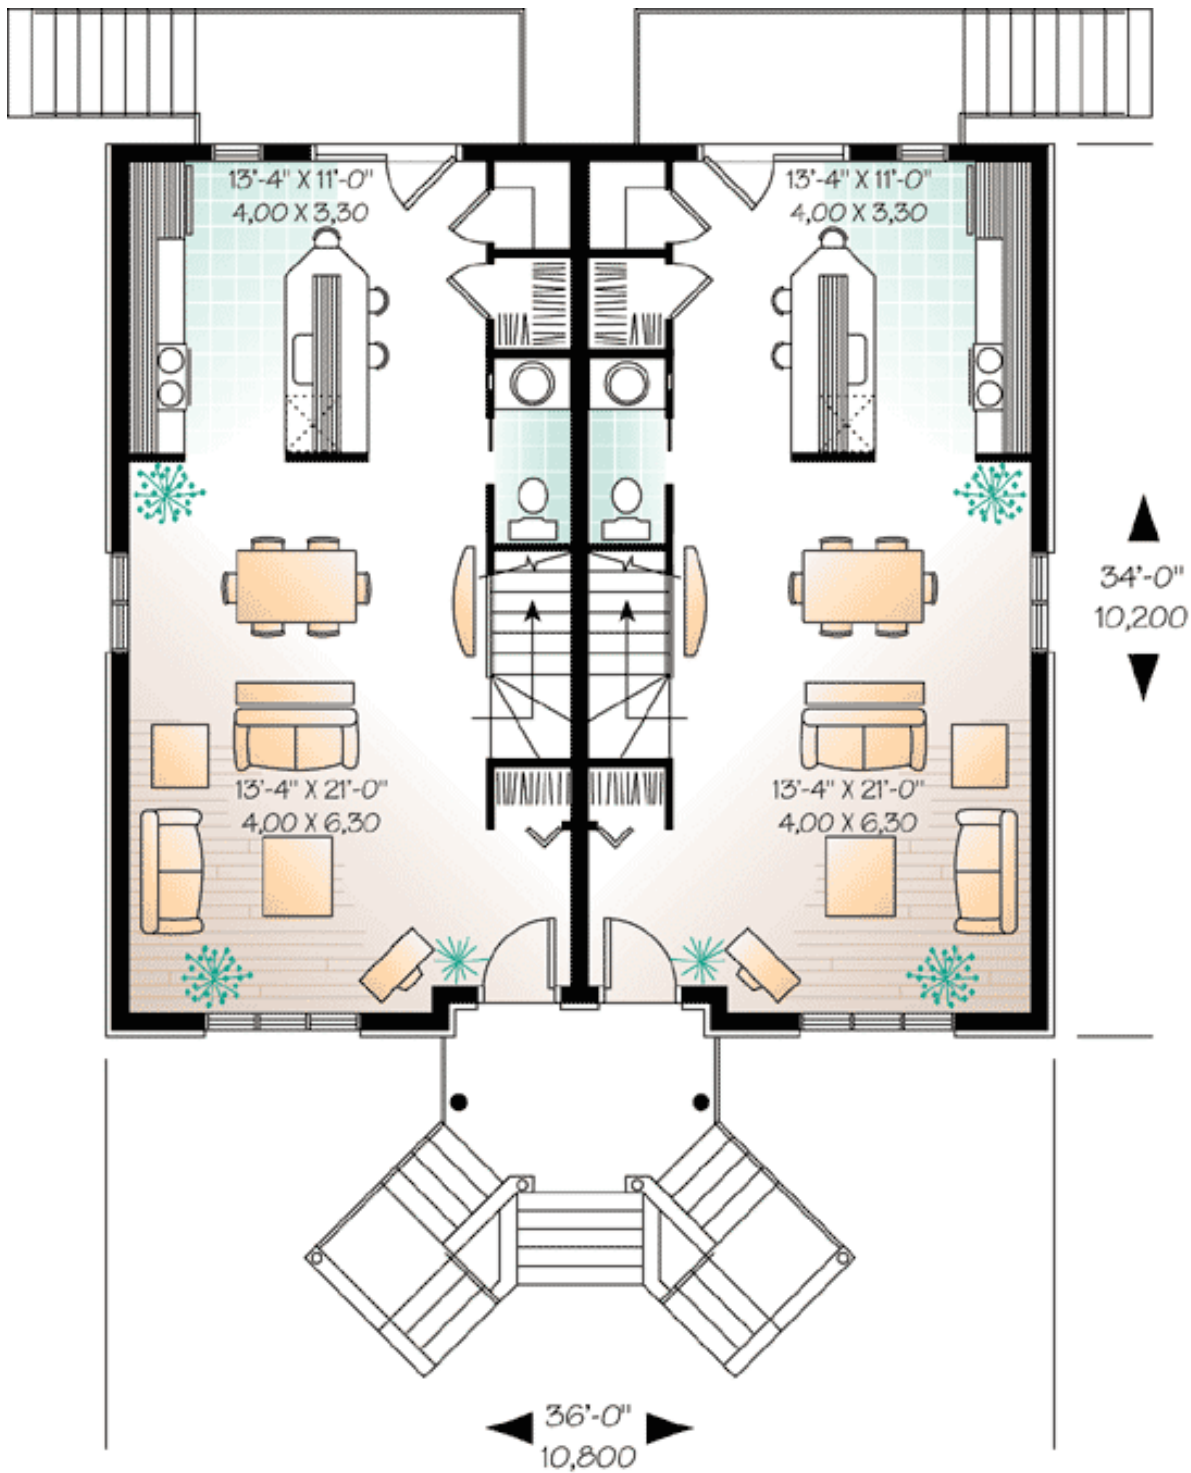 13'-4" X 11'-0"
4,00 X 3,30
13'-4" X 11'-0"
4,00 X 3,30
34'-0"
10,200
13'-4" X 21'-0"
4,00 X 6,30
13'-4" X 21'-0"
4,00 X 6,30
36'-0"
10,800